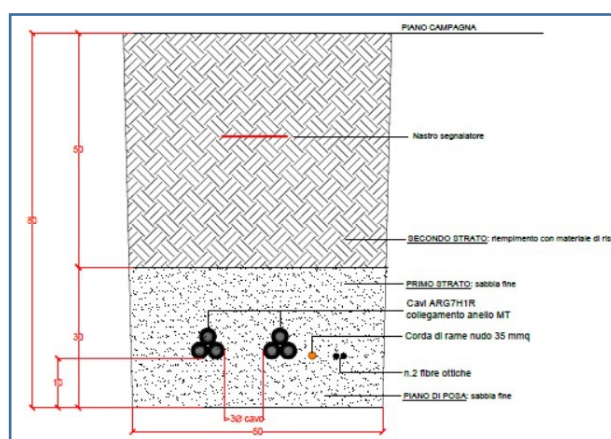 PIANO CAMPAGNA
Nastro segnalatore
SECONDO STRATO: riempimento con materiale di ris
PRIMO STRATO: sabbia fine
Cavi ARG7H1R
collegamento anello MT
Corda di rame nudo 35 mmq
n.2 fibre ottiche
PIANO DI POSA: sabbia fine
50
80
30
10
3Ø cavo
50